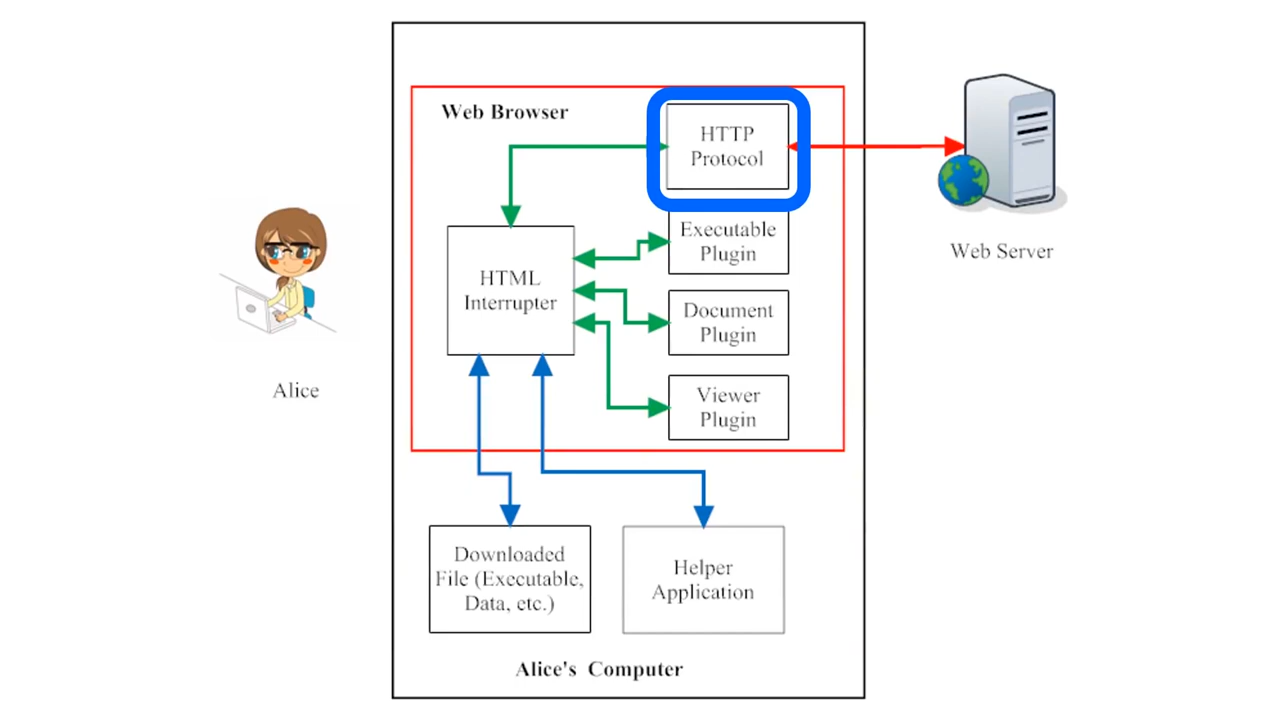 Web Browser
HTTP
Protocol
Executable
Plugin
HTML
Interrupter
Document
Plugin
Viewer
Plugin
Web Server
Alice
Downloaded
File (Executable,
Data, etc.)
Helper
Application
Alice's Computer